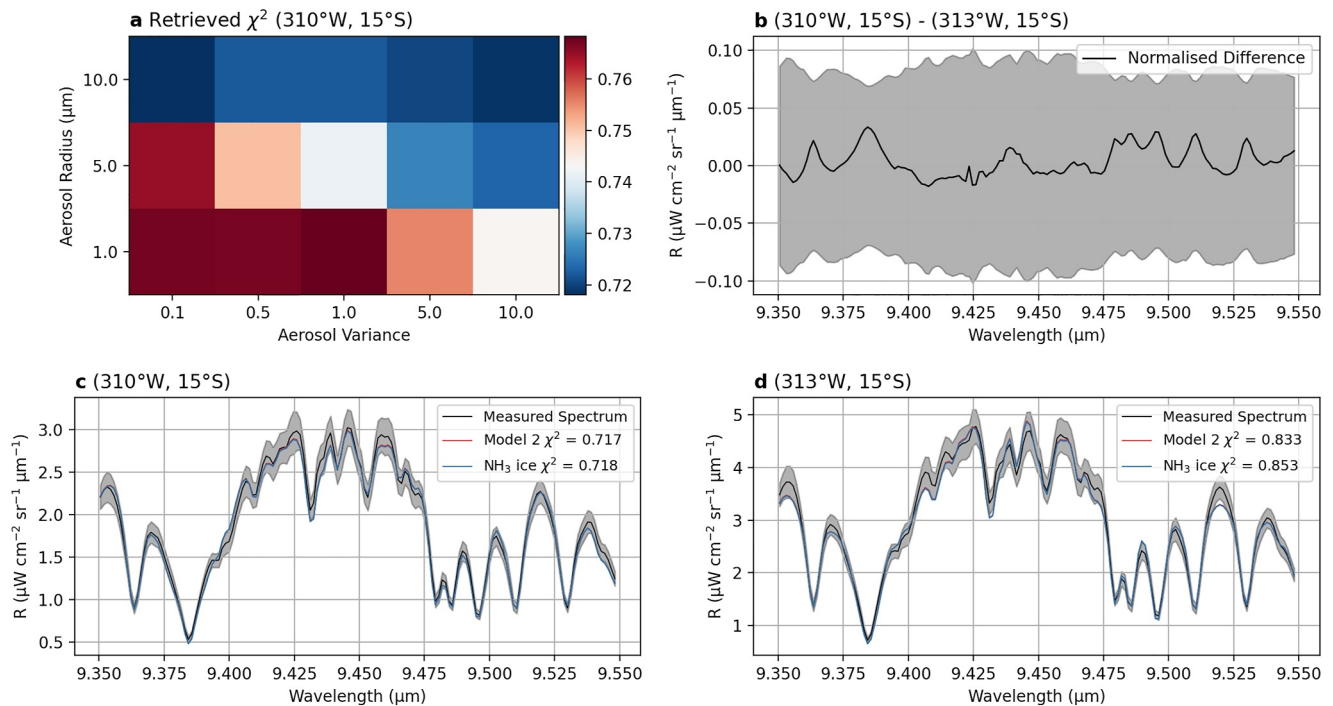 a Retrieved χ² (310°W, 15°S)
10.0
5.0
1.0
Aerosol Radius (μm)
0.1 0.5 1.0 5.0 10.0
Aerosol Variance
0.76
0.75
0.74
0.73
0.72
b (310°W, 15°S) - (313°W, 15°S)
Normalised Difference
0.10
0.05
0.00
−0.05
−0.10
R (μW cm⁻² sr⁻¹ μm⁻¹)
9.350 9.375 9.400 9.425 9.450 9.475 9.500 9.525 9.550
Wavelength (μm)
c (310°W, 15°S)
Measured Spectrum
Model 2 χ² = 0.717
NH₃ ice χ² = 0.718
3.0
2.5
2.0
1.5
1.0
0.5
R (μW cm⁻² sr⁻¹ μm⁻¹)
9.350 9.375 9.400 9.425 9.450 9.475 9.500 9.525 9.550
Wavelength (μm)
d (313°W, 15°S)
Measured Spectrum
Model 2 χ² = 0.833
NH₃ ice χ² = 0.853
5
4
3
2
1
R (μW cm⁻² sr⁻¹ μm⁻¹)
9.350 9.375 9.400 9.425 9.450 9.475 9.500 9.525 9.550
Wavelength (μm)